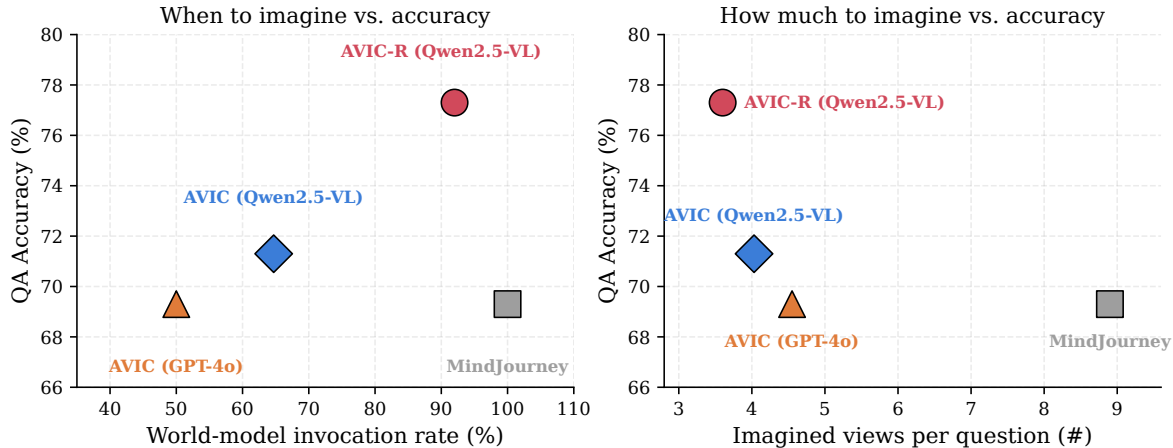 When to imagine vs. accuracy
80
78
76
74
72
70
68
66
QA Accuracy (%)
AVIC-R (Qwen2.5-VL)
AVIC (Qwen2.5-VL)
AVIC (GPT-4o)
MindJourney
40 50 60 70 80 90 100 110
World-model invocation rate (%)
How much to imagine vs. accuracy
80
78
76
74
72
70
68
66
QA Accuracy (%)
AVIC-R (Qwen2.5-VL)
AVIC (Qwen2.5-VL)
AVIC (GPT-4o)
MindJourney
3 4 5 6 7 8 9
Imagined views per question (#)